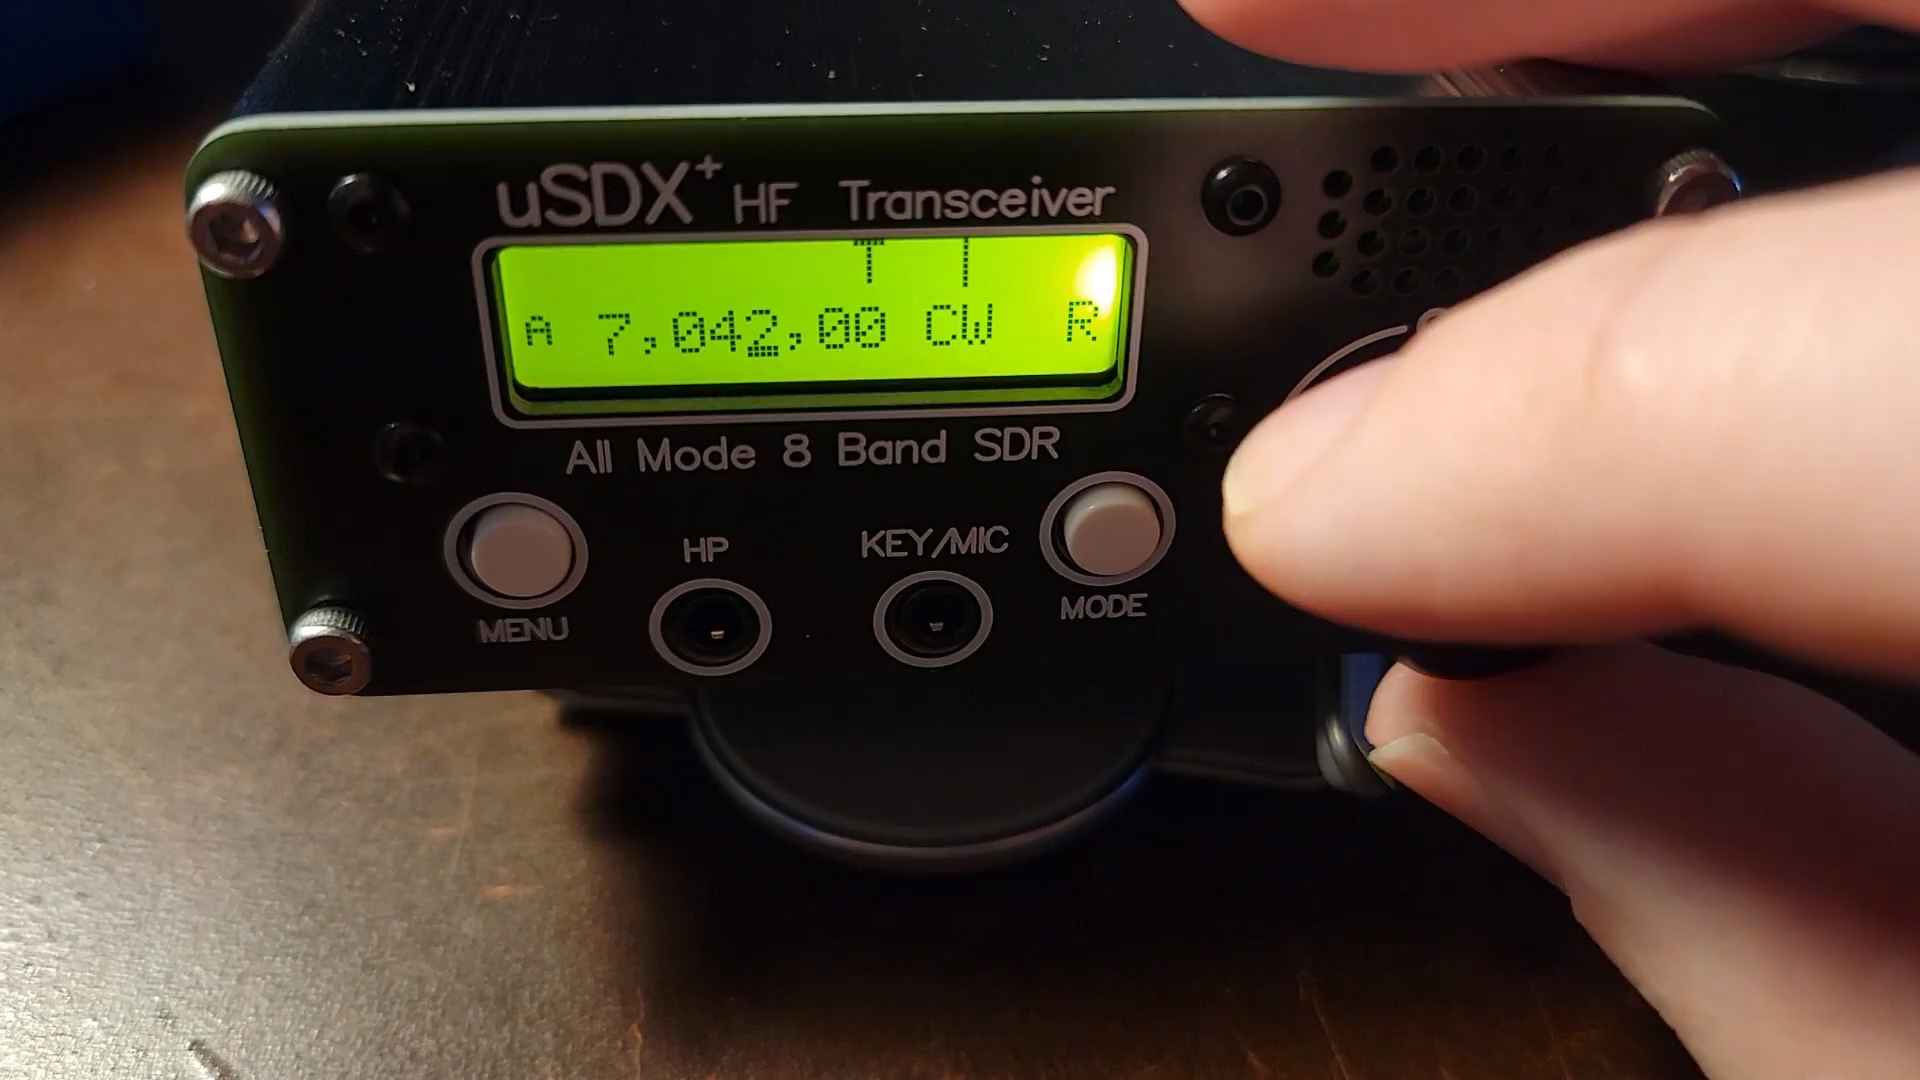 uSDX+ HF Transceiver
T |
A 7,042,00 CW R
All Mode 8 Band SDR
HP
KEY/MIC
MENU
MODE